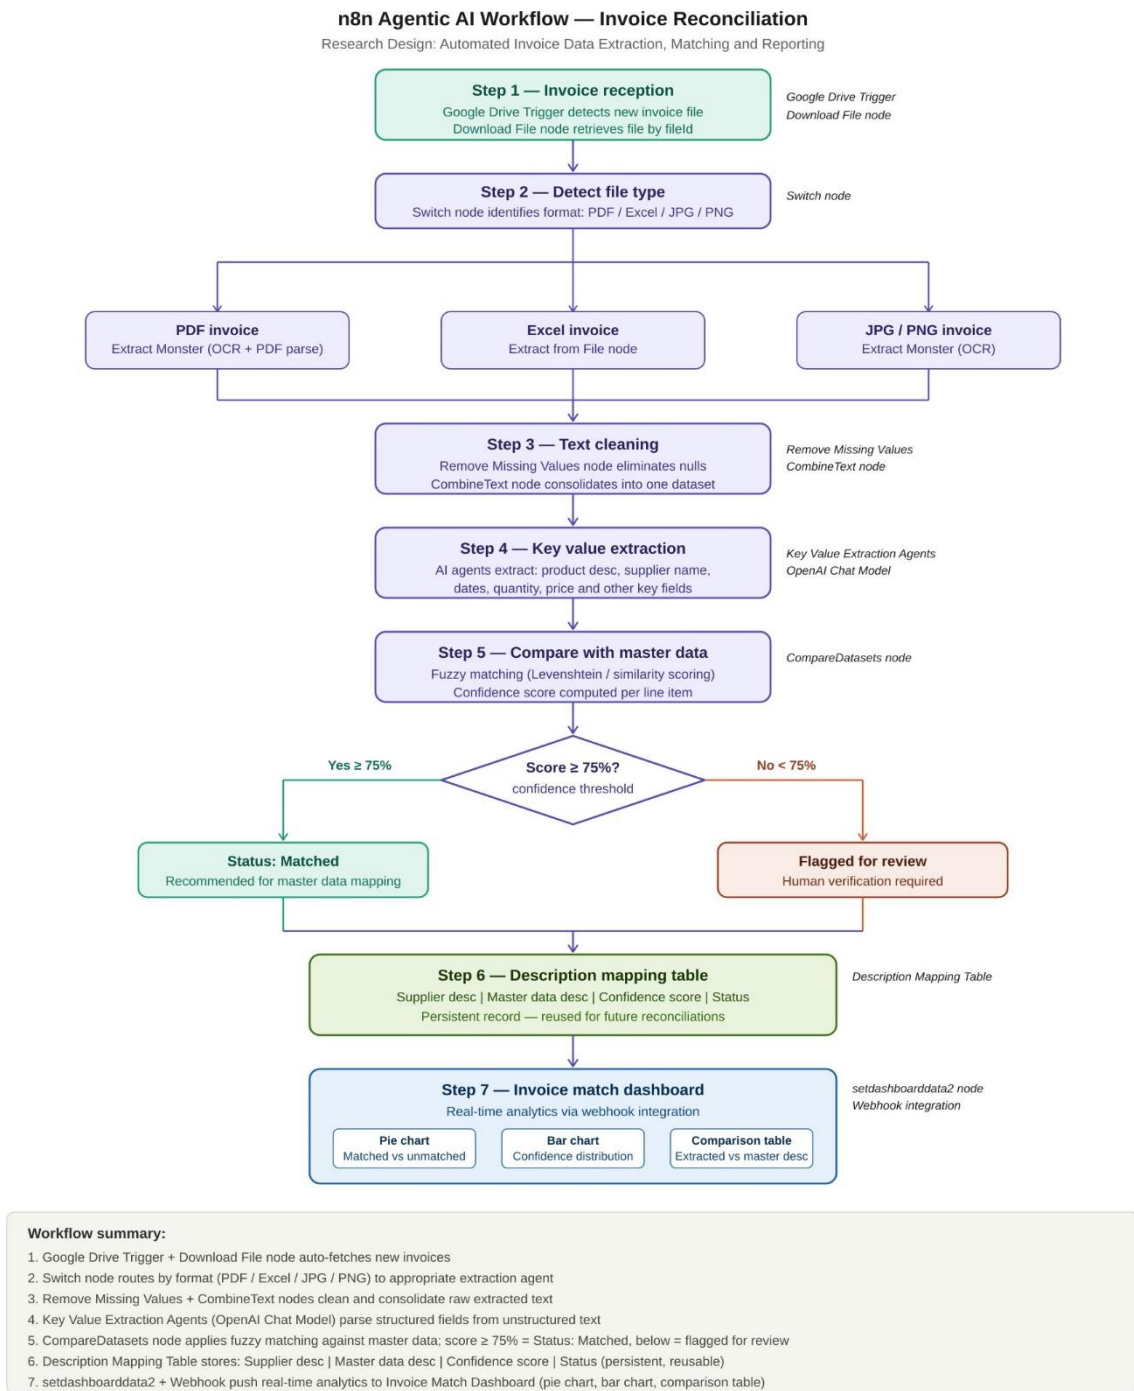 n8n Agentic AI Workflow — Invoice Reconciliation
Research Design: Automated Invoice Data Extraction, Matching and Reporting
Step 1 — Invoice reception
Google Drive Trigger detects new invoice file
Download File node retrieves file by fileId
Google Drive Trigger
Download File node
Step 2 — Detect file type
Switch node identifies format: PDF / Excel / JPG / PNG
Switch node
PDF invoice
Extract Monster (OCR + PDF parse)
Excel invoice
Extract from File node
JPG / PNG invoice
Extract Monster (OCR)
Step 3 — Text cleaning
Remove Missing Values node eliminates nulls
CombineText node consolidates into one dataset
Remove Missing Values
CombineText node
Step 4 — Key value extraction
AI agents extract: product desc, supplier name,
dates, quantity, price and other key fields
Key Value Extraction Agents
OpenAI Chat Model
Step 5 — Compare with master data
Fuzzy matching (Levenshtein / similarity scoring)
Confidence score computed per line item
CompareDatasets node
Score ≥ 75%?
confidence threshold
Yes ≥ 75%
No < 75%
Status: Matched
Recommended for master data mapping
Flagged for review
Human verification required
Step 6 — Description mapping table
Supplier desc | Master data desc | Confidence score | Status
Persistent record — reused for future reconciliations
Description Mapping Table
Step 7 — Invoice match dashboard
Real-time analytics via webhook integration
setdashboarddata2 node
Webhook integration
Pie chart
Matched vs unmatched
Bar chart
Confidence distribution
Comparison table
Extracted vs master desc
Workflow summary:
1. Google Drive Trigger + Download File node auto-fetches new invoices
2. Switch node routes by format (PDF / Excel / JPG / PNG) to appropriate extraction agent
3. Remove Missing Values + CombineText nodes clean and consolidate raw extracted text
4. Key Value Extraction Agents (OpenAI Chat Model) parse structured fields from unstructured text
5. CompareDatasets node applies fuzzy matching against master data; score ≥ 75% = Status: Matched, below = flagged for review
6. Description Mapping Table stores: Supplier desc | Master data desc | Confidence score | Status (persistent, reusable)
7. setdashboarddata2 + Webhook push real-time analytics to Invoice Match Dashboard (pie chart, bar chart, comparison table)